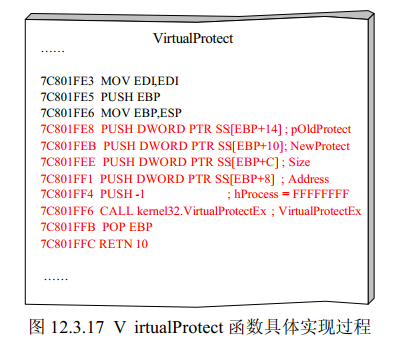 VirtualProtect
……
7C801FE3 MOV EDI,EDI
7C801FE5 PUSH EBP
7C801FE6 MOV EBP,ESP
7C801FE8 PUSH DWORD PTR SS[EBP+14] ; pOldProtect
7C801FEB PUSH DWORD PTR SS[EBP+10]; NewProtect
7C801FEE PUSH DWORD PTR SS[EBP+C] ; Size
7C801FF1 PUSH DWORD PTR SS[EBP+8] ; Address
7C801FF4 PUSH -1 ; hProcess = FFFFFFFF
7C801FF6 CALL kernel32.VirtualProtectEx ; VirtualProtectEx
7C801FFB POP EBP
7C801FFC RETN 10
……
图 12.3.17 V irtualProtect 函数具体实现过程